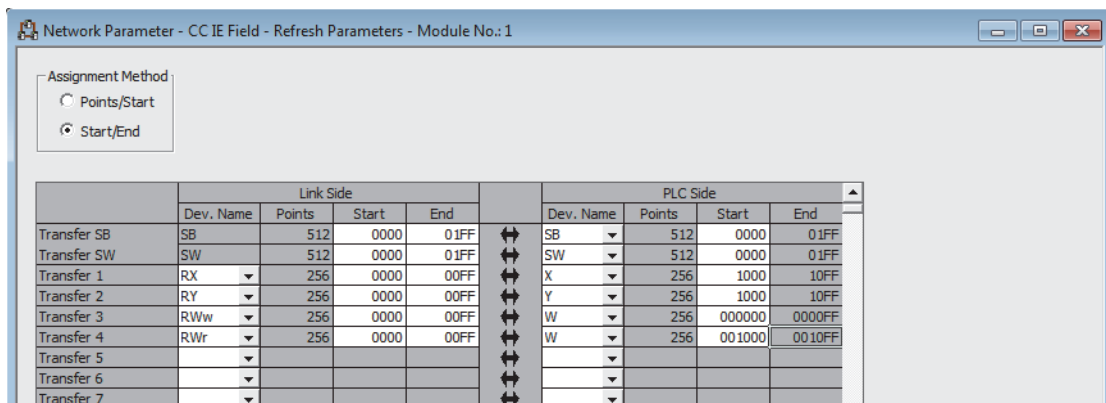 Network Parameter - CC IE Field - Refresh Parameters - Module No.: 1
Assignment Method
Points/Start
Start/End
Link Side PLC Side
Dev. Name Points Start End Dev. Name Points Start End
Transfer SB SB 512 0000 01FF SB 512 0000 01FF
Transfer SW SW 512 0000 01FF SW 512 0000 01FF
Transfer 1 RX 256 0000 00FF X 256 1000 10FF
Transfer 2 RY 256 0000 00FF Y 256 1000 10FF
Transfer 3 RWw 256 0000 00FF W 256 000000 0000FF
Transfer 4 RWr 256 0000 00FF W 256 001000 0010FF
Transfer 5
Transfer 6
Transfer 7